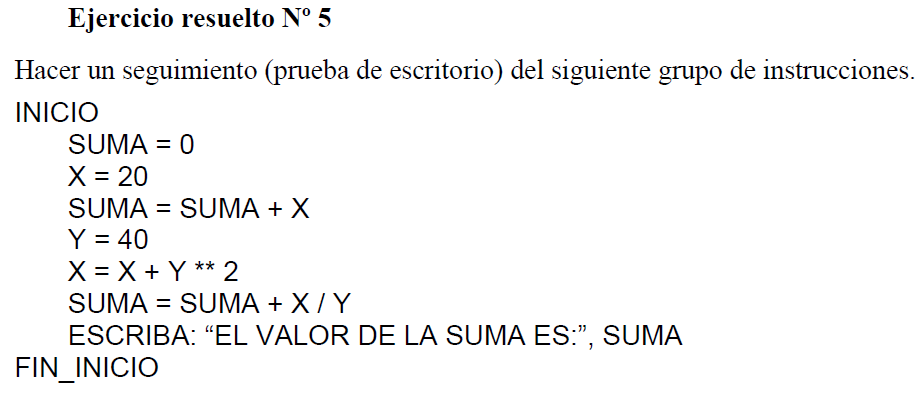 Ejercicio resuelto Nº 5
Hacer un seguimiento (prueba de escritorio) del siguiente grupo de instrucciones.
INICIO
SUMA = 0
X = 20
SUMA = SUMA + X
Y = 40
X = X + Y ** 2
SUMA = SUMA + X / Y
ESCRIBA: “EL VALOR DE LA SUMA ES:”, SUMA
FIN_INICIO